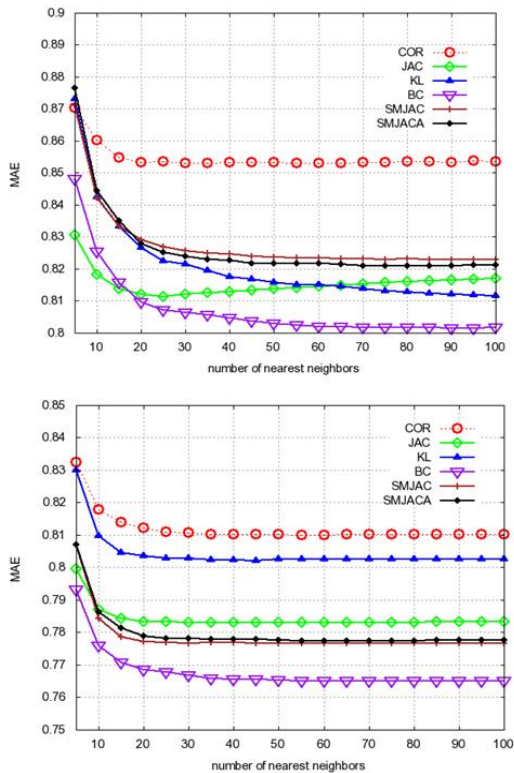 0.9
0.89
0.88
0.87
0.86
0.85
0.84
0.83
0.82
0.81
0.8
MAE
COR
JAC
KL
BC
SMJAC
SMJACA
10 20 30 40 50 60 70 80 90 100
number of nearest neighbors
0.85
0.84
0.83
0.82
0.81
0.8
0.79
0.78
0.77
0.76
0.75
MAE
COR
JAC
KL
BC
SMJAC
SMJACA
10 20 30 40 50 60 70 80 90 100
number of nearest neighbors